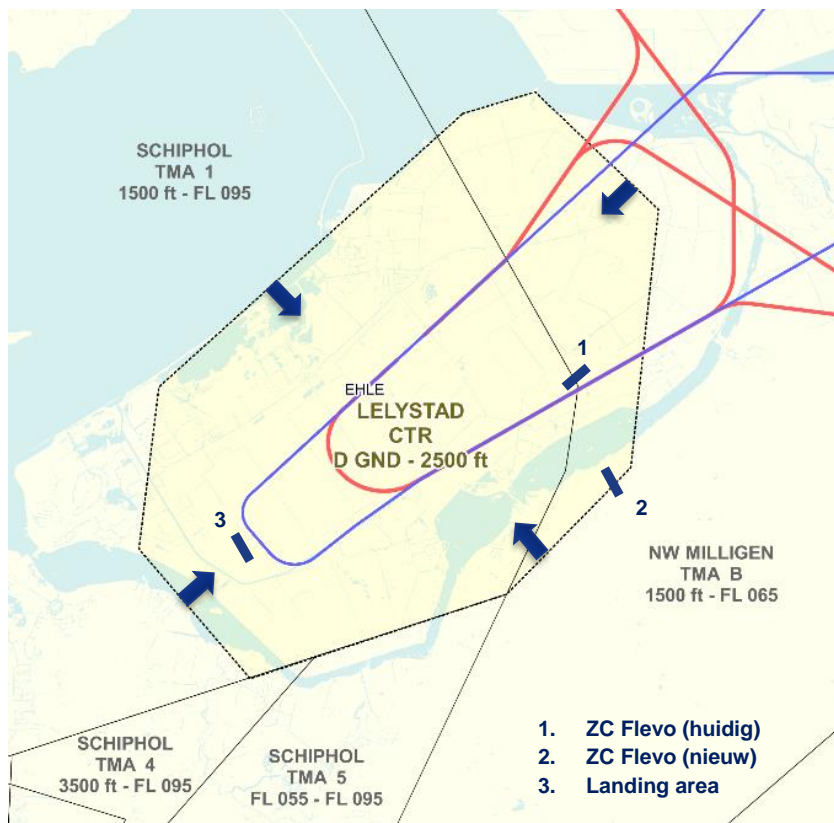 SCHIPHOL
TMA 1
1500 ft - FL 095
1
EHLE
LELYSTAD
CTR
D GND - 2500 ft
2
3
NW MILLIGEN
TMA B
1500 ft - FL 065
SCHIPHOL
TMA 4
3500 ft - FL 095
SCHIPHOL
TMA 5
FL 055 - FL 095
1. ZC Flevo (huidig)
2. ZC Flevo (nieuw)
3. Landing area